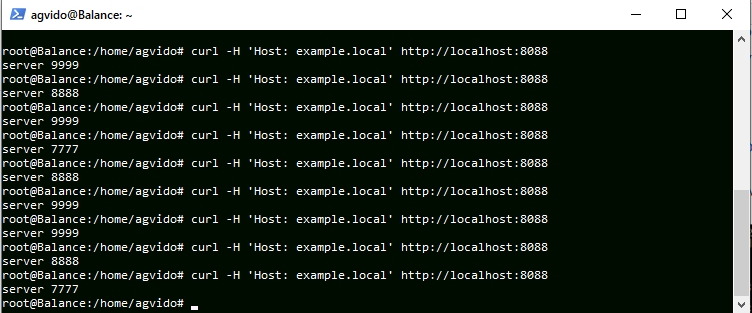 agvido@Balance: ~
root@Balance:/home/agvido# curl -H 'Host: example.local' http://localhost:8088
server 9999
root@Balance:/home/agvido# curl -H 'Host: example.local' http://localhost:8088
server 8888
root@Balance:/home/agvido# curl -H 'Host: example.local' http://localhost:8088
server 9999
root@Balance:/home/agvido# curl -H 'Host: example.local' http://localhost:8088
server 7777
root@Balance:/home/agvido# curl -H 'Host: example.local' http://localhost:8088
server 8888
root@Balance:/home/agvido# curl -H 'Host: example.local' http://localhost:8088
server 9999
root@Balance:/home/agvido# curl -H 'Host: example.local' http://localhost:8088
server 9999
root@Balance:/home/agvido# curl -H 'Host: example.local' http://localhost:8088
server 8888
root@Balance:/home/agvido# curl -H 'Host: example.local' http://localhost:8088
server 7777
root@Balance:/home/agvido#